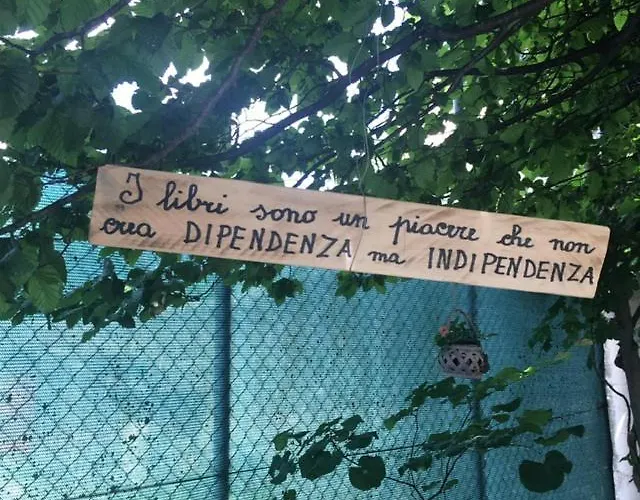 I libri sono un piacere che non
crea DIPENDENZA ma INDIPENDENZA